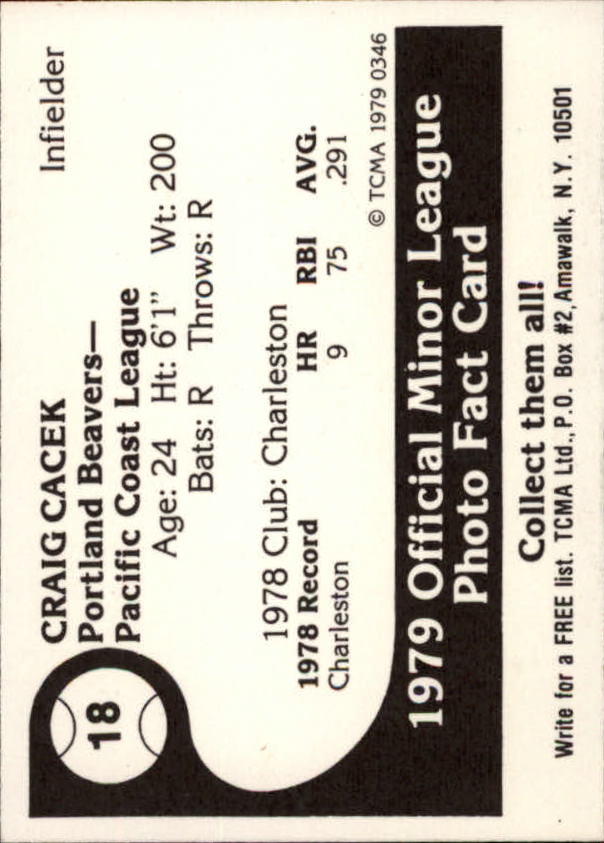 18
CRAIG CACEK Infielder
Portland Beavers—
Pacific Coast League
Age: 24 Ht: 6'1" Wt: 200
Bats: R Throws: R
1978 Club: Charleston
1978 Record HR RBI AVG.
Charleston 9 75 .291
© TCMA 1979 0346
1979 Official Minor League
Photo Fact Card
Collect them all!
Write for a FREE list. TCMA Ltd., P.O. Box #2, Amawalk, N.Y. 10501